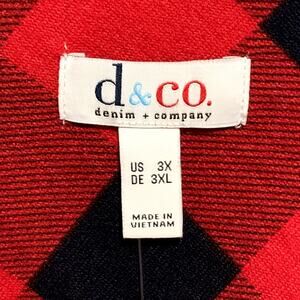 d&co.
denim + company
US 3X
DE 3XL
MADE IN
VIETNAM